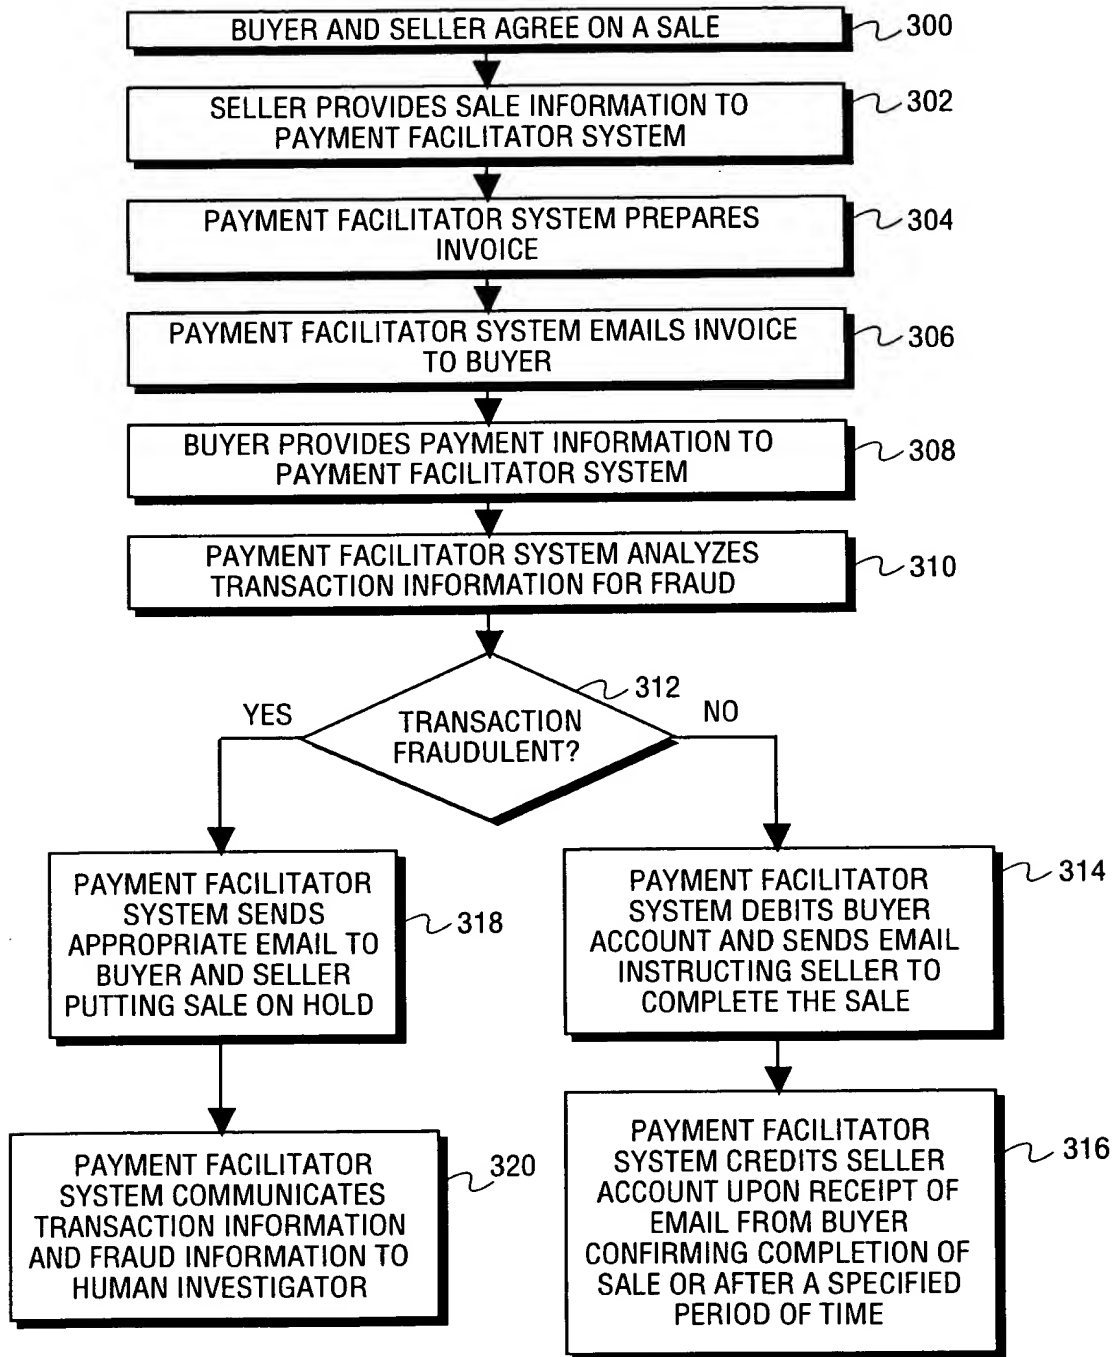 BUYER AND SELLER AGREE ON A SALE
300
SELLER PROVIDES SALE INFORMATION TO
PAYMENT FACILITATOR SYSTEM
302
PAYMENT FACILITATOR SYSTEM PREPARES
INVOICE
304
PAYMENT FACILITATOR SYSTEM EMAILS INVOICE
TO BUYER
306
BUYER PROVIDES PAYMENT INFORMATION TO
PAYMENT FACILITATOR SYSTEM
308
PAYMENT FACILITATOR SYSTEM ANALYZES
TRANSACTION INFORMATION FOR FRAUD
310
312
TRANSACTION
FRAUDULENT?
YES
NO
PAYMENT FACILITATOR
SYSTEM SENDS
APPROPRIATE EMAIL TO
BUYER AND SELLER
PUTTING SALE ON HOLD
318
PAYMENT FACILITATOR
SYSTEM DEBITS BUYER
ACCOUNT AND SENDS EMAIL
INSTRUCTING SELLER TO
COMPLETE THE SALE
314
PAYMENT FACILITATOR
SYSTEM COMMUNICATES
TRANSACTION INFORMATION
AND FRAUD INFORMATION TO
HUMAN INVESTIGATOR
320
PAYMENT FACILITATOR
SYSTEM CREDITS SELLER
ACCOUNT UPON RECEIPT OF
EMAIL FROM BUYER
CONFIRMING COMPLETION OF
SALE OR AFTER A SPECIFIED
PERIOD OF TIME
316